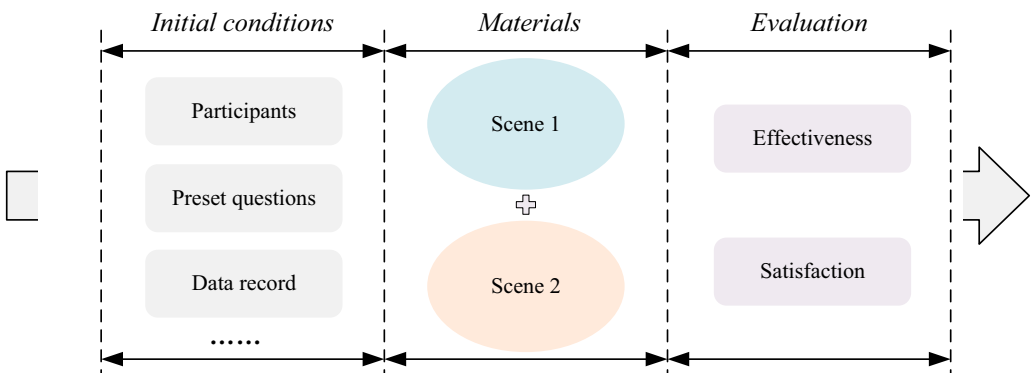 Initial conditions
Materials
Evaluation
Participants
Preset questions
Data record
……
Scene 1
Scene 2
Effectiveness
Satisfaction